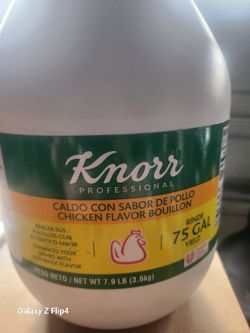 Knorr
PROFESSIONAL
CALDO CON SABOR DE POLLO
CHICKEN FLAVOR BOUILLON
REALZA SUS
PLATILLOS CON
AUTÉNTICO SABOR
ENHANCES YOUR
DISHES WITH
AUTHENTIC FLAVOR
RINDE
75 GAL
YIELD
PESO NETO / NET WT 7.9 LB (3.6kg)
Galaxy Z Flip4